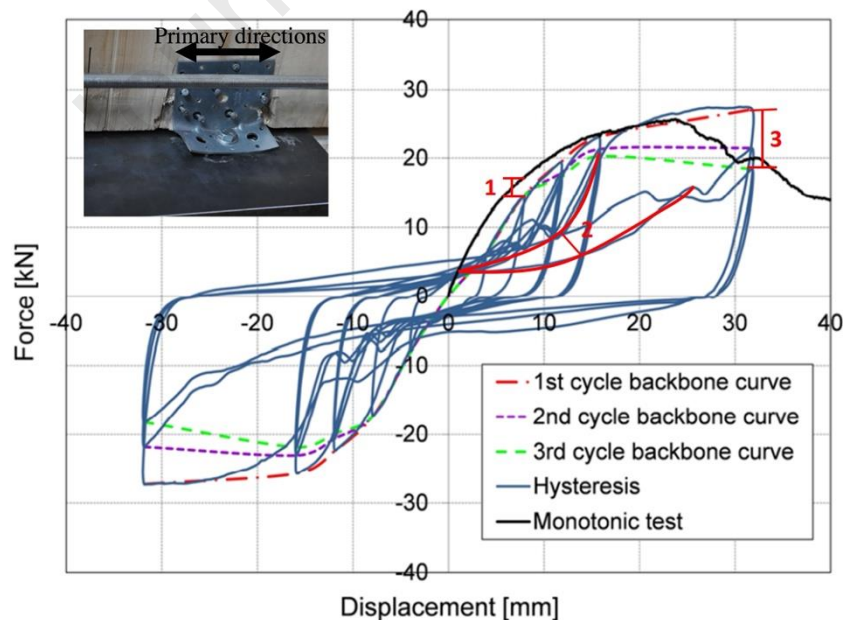 Primary directions
40
30
20
10
0
-10
-20
-30
-40
-40
-30
-20
-10
0
10
20
30
40
1
2
3
Force [kN]
Displacement [mm]
1st cycle backbone curve
2nd cycle backbone curve
3rd cycle backbone curve
Hysteresis
Monotonic test